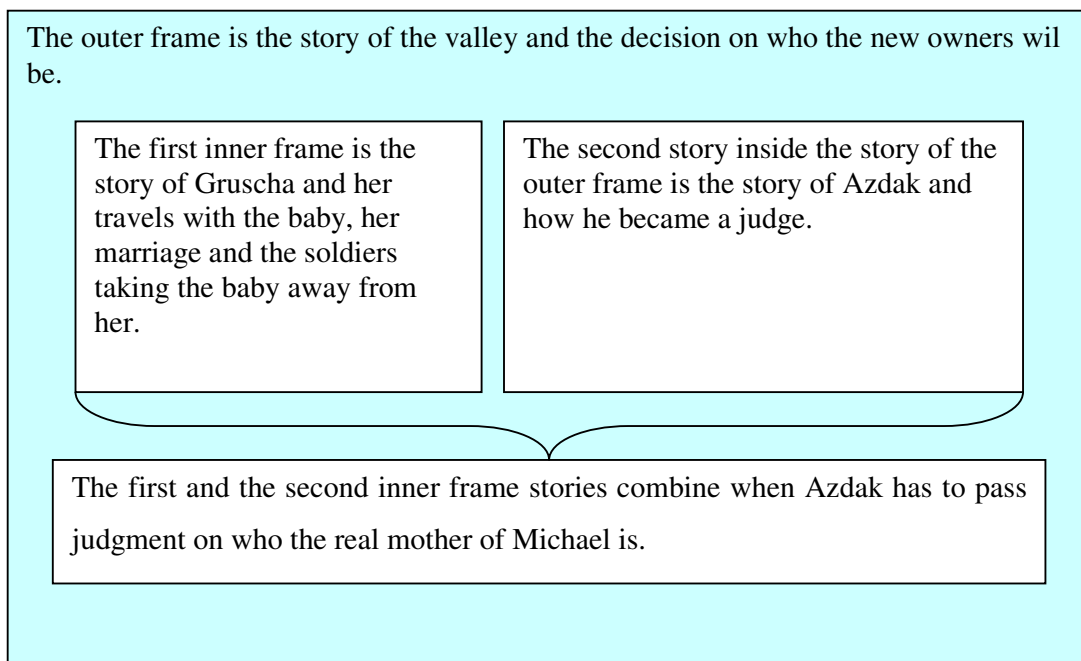 The outer frame is the story of the valley and the decision on who the new owners wil
be.
The first inner frame is the
story of Gruscha and her
travels with the baby, her
marriage and the soldiers
taking the baby away from
her.
The second story inside the story of the
outer frame is the story of Azdak and
how he became a judge.
The first and the second inner frame stories combine when Azdak has to pass
judgment on who the real mother of Michael is.